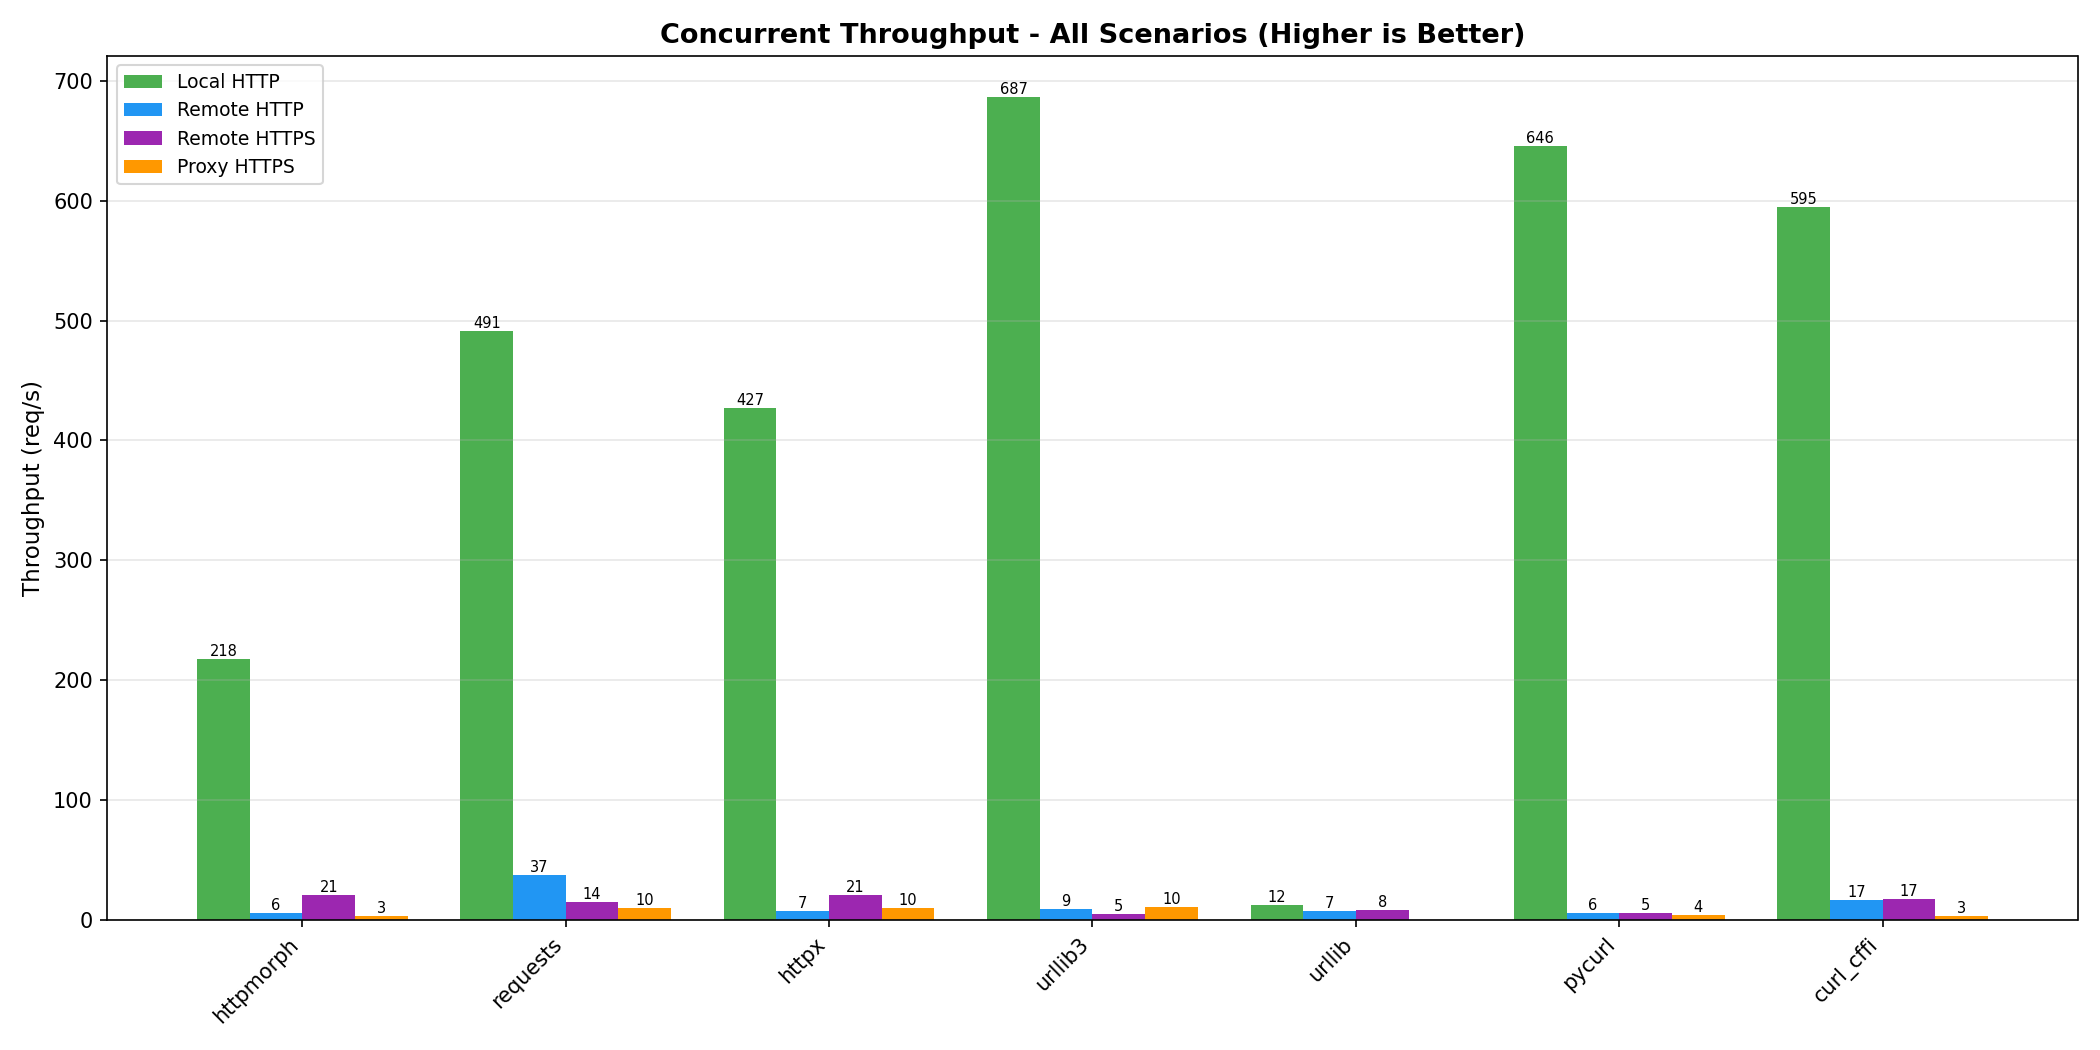 Concurrent Throughput - All Scenarios (Higher is Better)
Local HTTP
Remote HTTP
Remote HTTPS
Proxy HTTPS
Throughput (req/s)
700
600
500
400
300
200
100
0
218
6
21
3
491
37
14
10
427
7
21
10
687
9
5
10
12
7
8
646
6
5
4
595
17
17
3
httpmorph
requests
httpx
urllib3
urllib
pycurl
curl_cffi